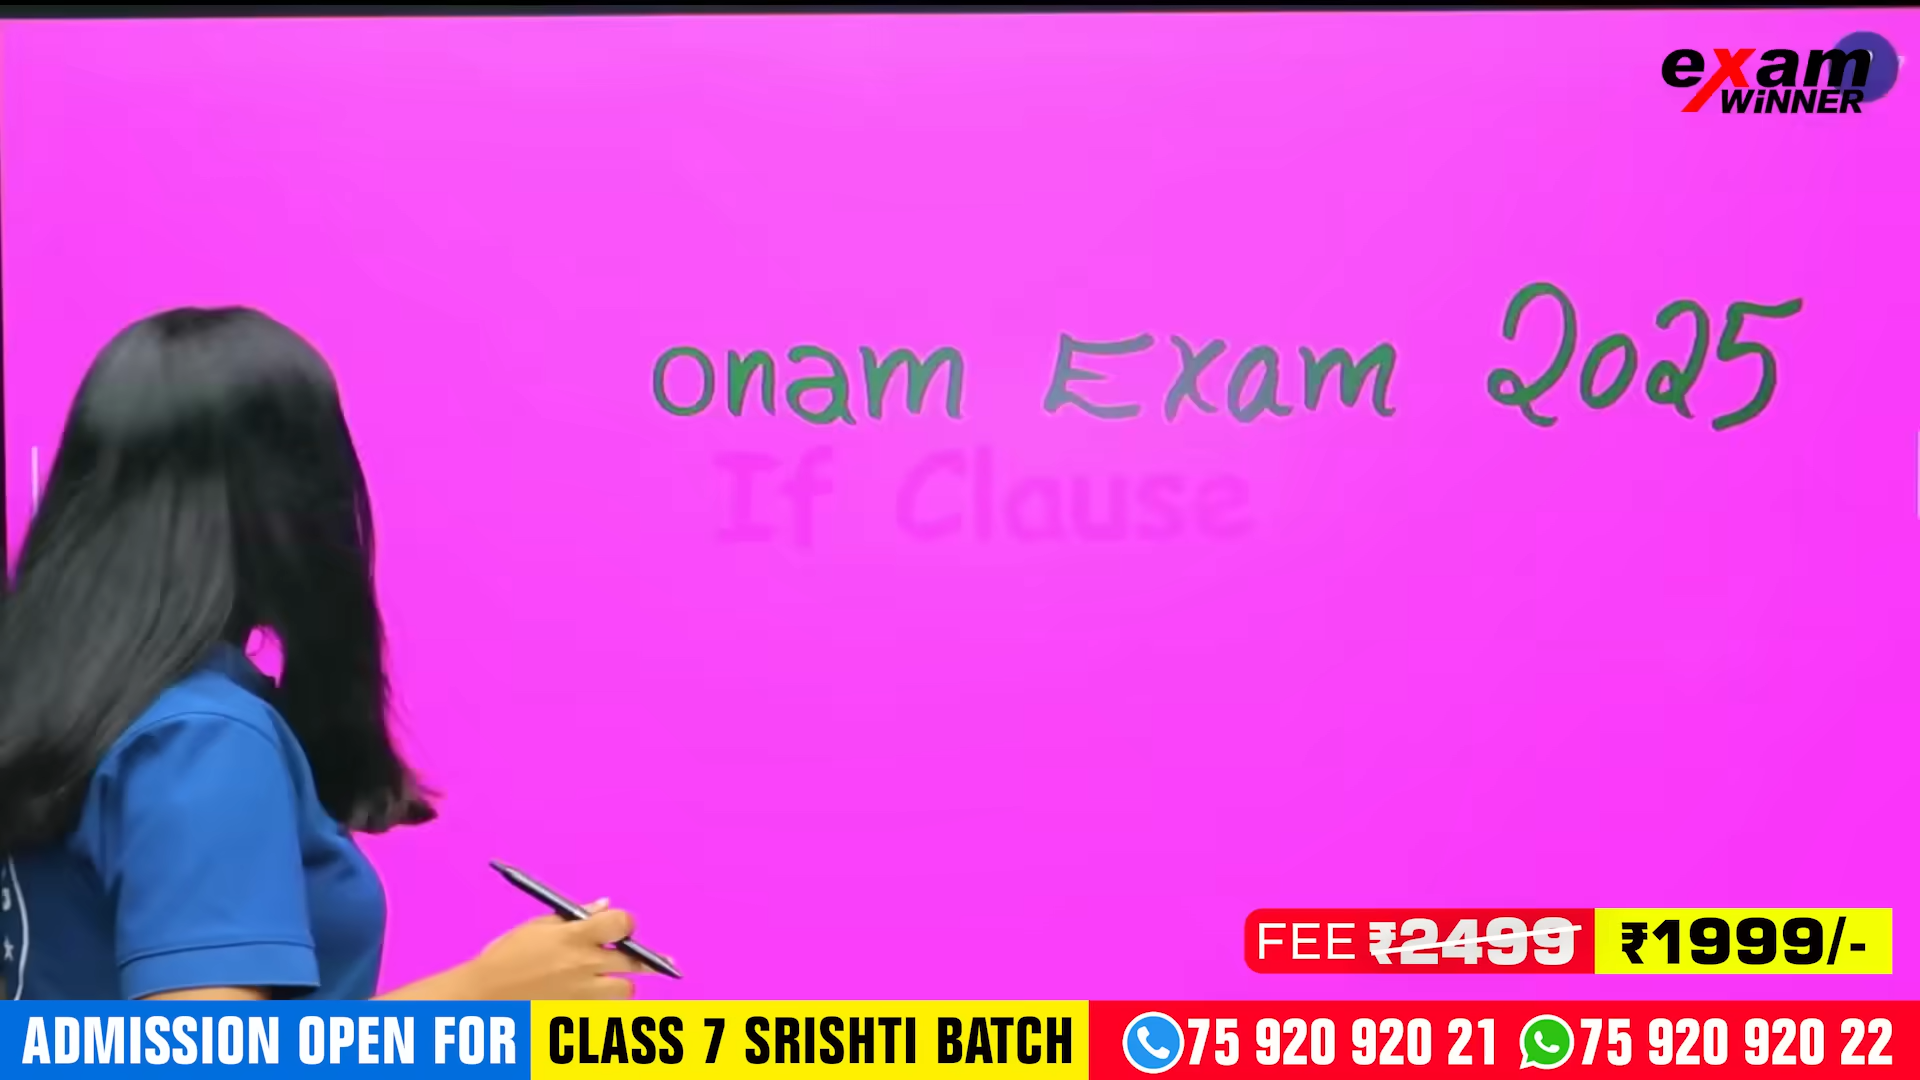 exam
WiNNER
onam Exam 2025
If Clause
FEE ₹2499 ₹1999/-
ADMISSION OPEN FOR CLASS 7 SRISHTI BATCH 75 920 920 21 75 920 920 22